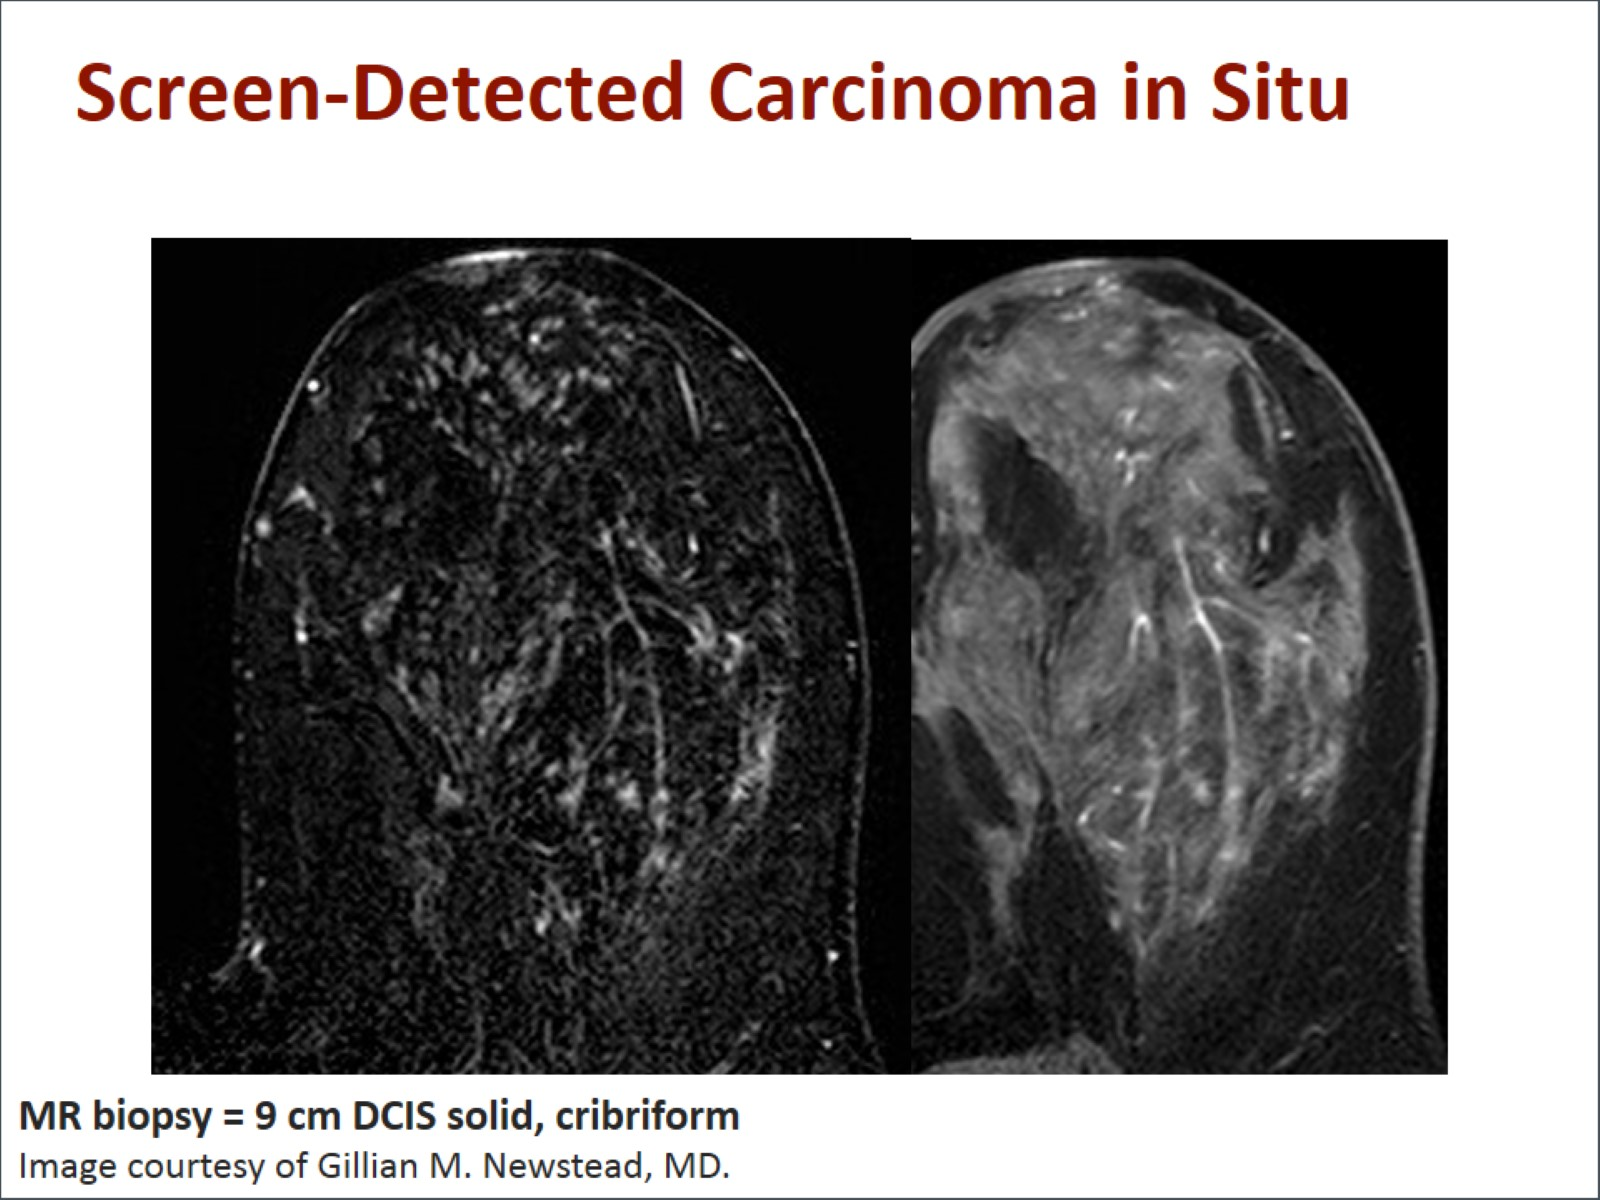 Screen-Detected Carcinoma in Situ
MR biopsy = 9 cm DCIS solid, cribriform
Image courtesy of Gillian M. Newstead, MD.